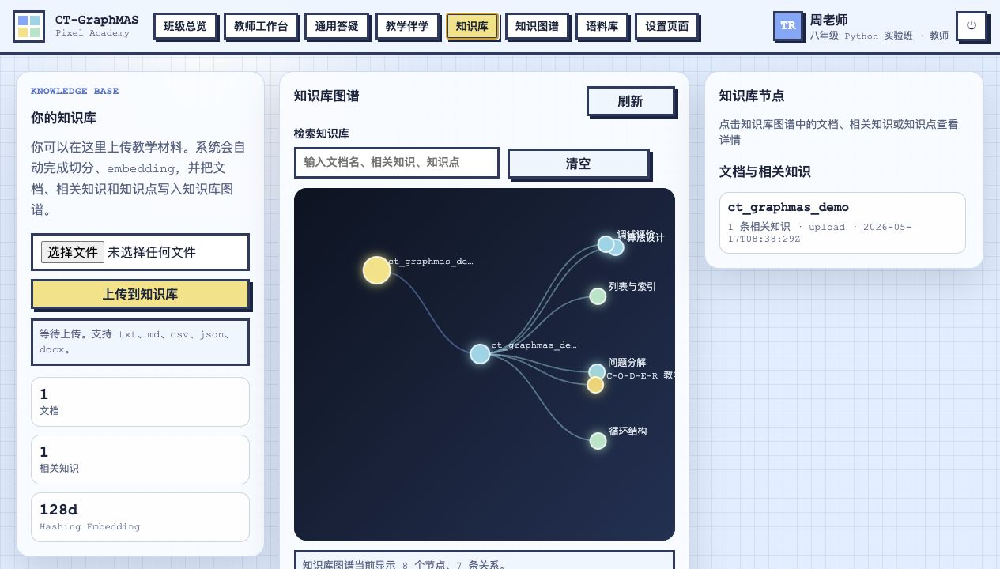 CT-GraphMAS
Pixel Academy
班级总览
教师工作台
通用答疑
教学伴学
知识库
知识图谱
语料库
设置页面
TR
周老师
八年级 Python 实验班 · 教师
KNOWLEDGE BASE
你的知识库
你可以在这里上传教学材料。系统会自
动完成切分、embedding，并把文
档、相关知识和知识点写入知识库图
谱。
选择文件 未选择任何文件
上传到知识库
等待上传。支持 txt、md、csv、json、
docx。
1
文档
1
相关知识
128d
Hashing Embedding
知识库图谱
刷新
检索知识库
输入文档名、相关知识、知识点
清空
调试评价
算法设计
ct_graphmas_de…
列表与索引
ct_graphmas_de…
问题分解
C-O-D-E-R 教
循环结构
知识库图谱当前显示 8 个节点、7 条关系。
知识库节点
点击知识库图谱中的文档、相关知识或知识点查看
详情
文档与相关知识
ct_graphmas_demo
1 条相关知识 · upload · 2026-05-
17T08:38:29Z